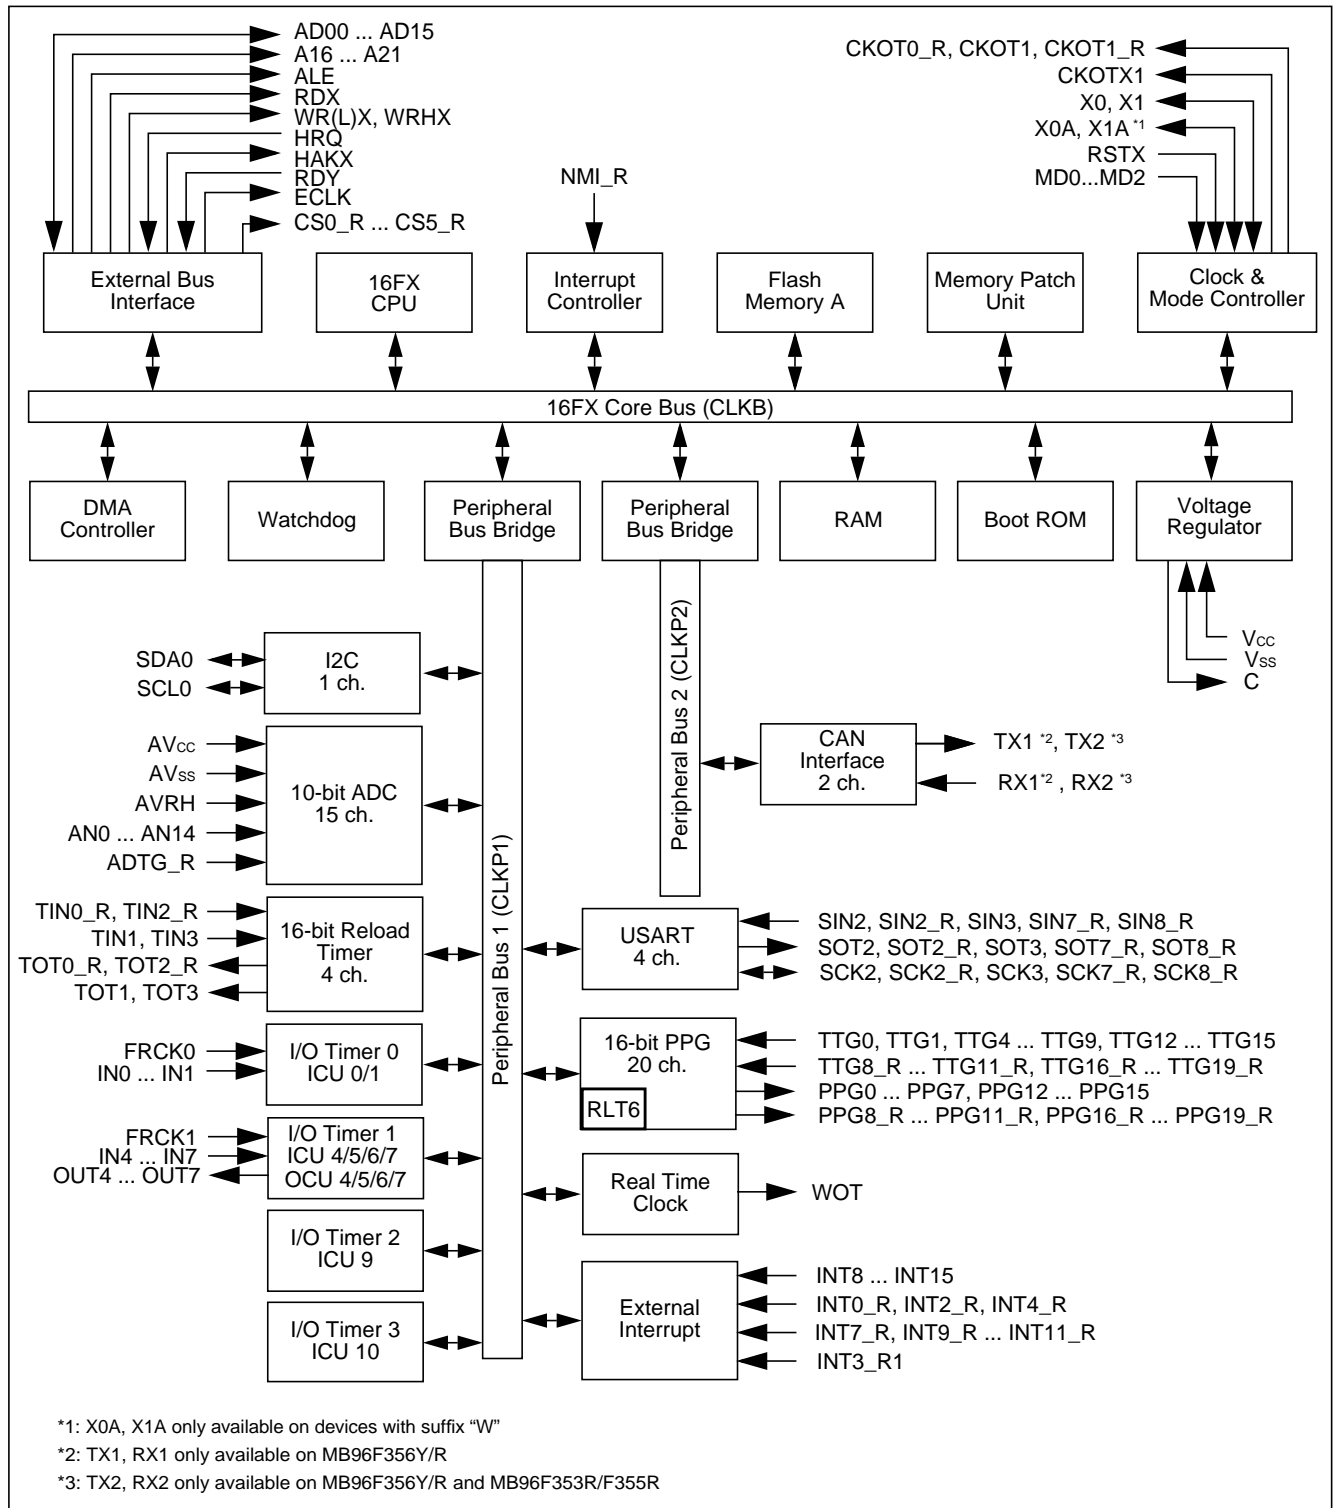 AD00 ... AD15
A16 ... A21
ALE
RDX
WR(L)X, WRHX
HRQ
HAKX
RDY
ECLK
CS0_R ... CS5_R
NMI_R
CKOT0_R, CKOT1, CKOT1_R
CKOTX1
X0, X1
X0A, X1A *1
RSTX
MD0...MD2
External Bus
Interface
16FX
CPU
Interrupt
Controller
Flash
Memory A
Memory Patch
Unit
Clock &
Mode Controller
16FX Core Bus (CLKB)
DMA
Controller
Watchdog
Peripheral
Bus Bridge
Peripheral
Bus Bridge
RAM
Boot ROM
Voltage
Regulator
Vcc
Vss
C
Peripheral Bus 1 (CLKP1)
Peripheral Bus 2 (CLKP2)
SDA0
SCL0
I2C
1 ch.
AVcc
AVss
AVRH
AN0 ... AN14
ADTG_R
10-bit ADC
15 ch.
TIN0_R, TIN2_R
TIN1, TIN3
TOT0_R, TOT2_R
TOT1, TOT3
16-bit Reload
Timer
4 ch.
FRCK0
IN0 ... IN1
I/O Timer 0
ICU 0/1
FRCK1
IN4 ... IN7
OUT4 ... OUT7
I/O Timer 1
ICU 4/5/6/7
OCU 4/5/6/7
I/O Timer 2
ICU 9
I/O Timer 3
ICU 10
CAN
Interface
2 ch.
TX1 *2, TX2 *3
RX1*2 , RX2 *3
USART
4 ch.
SIN2, SIN2_R, SIN3, SIN7_R, SIN8_R
SOT2, SOT2_R, SOT3, SOT7_R, SOT8_R
SCK2, SCK2_R, SCK3, SCK7_R, SCK8_R
16-bit PPG
20 ch.
RLT6
TTG0, TTG1, TTG4 ... TTG9, TTG12 ... TTG15
TTG8_R ... TTG11_R, TTG16_R ... TTG19_R
PPG0 ... PPG7, PPG12 ... PPG15
PPG8_R ... PPG11_R, PPG16_R ... PPG19_R
Real Time
Clock
WOT
External
Interrupt
INT8 ... INT15
INT0_R, INT2_R, INT4_R
INT7_R, INT9_R ... INT11_R
INT3_R1
*1: X0A, X1A only available on devices with suffix “W”
*2: TX1, RX1 only available on MB96F356Y/R
*3: TX2, RX2 only available on MB96F356Y/R and MB96F353R/F355R